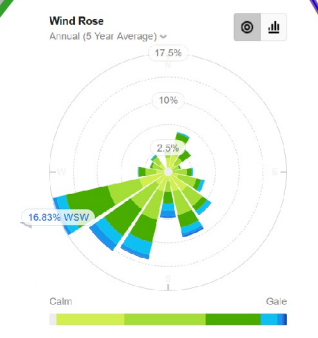 Wind Rose
Annual (5 Year Average)
17.5%
10%
2.5%
W
16.83% WSW
Calm
Gale